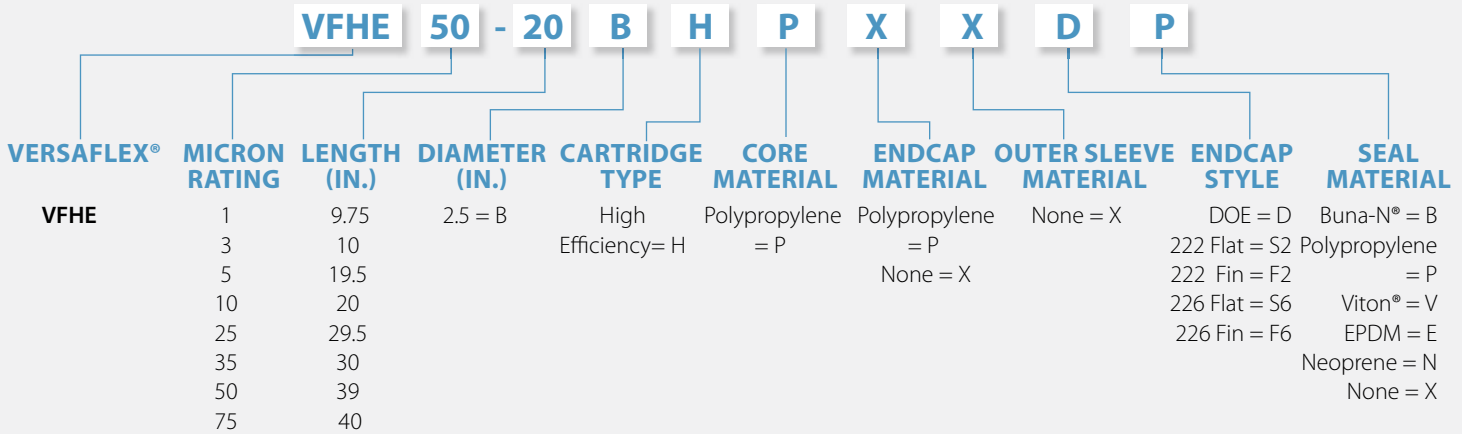 VFHE 50 - 20 B H P X X D P
VERSAFLEX® MICRON LENGTH DIAMETER CARTRIDGE CORE ENDCAP OUTER SLEEVE ENDCAP SEAL
RATING (IN.) (IN.) TYPE MATERIAL MATERIAL MATERIAL STYLE MATERIAL
VFHE 1 9.75 2.5 = B High Polypropylene Polypropylene None = X DOE = D Buna-N® = B
3 10 Efficiency= H = P = P 222 Flat = S2 Polypropylene
5 19.5 None = X 222 Fin = F2 = P
10 20 226 Flat = S6 Viton® = V
25 29.5 226 Fin = F6 EPDM = E
35 30 Neoprene = N
50 39 None = X
75 40